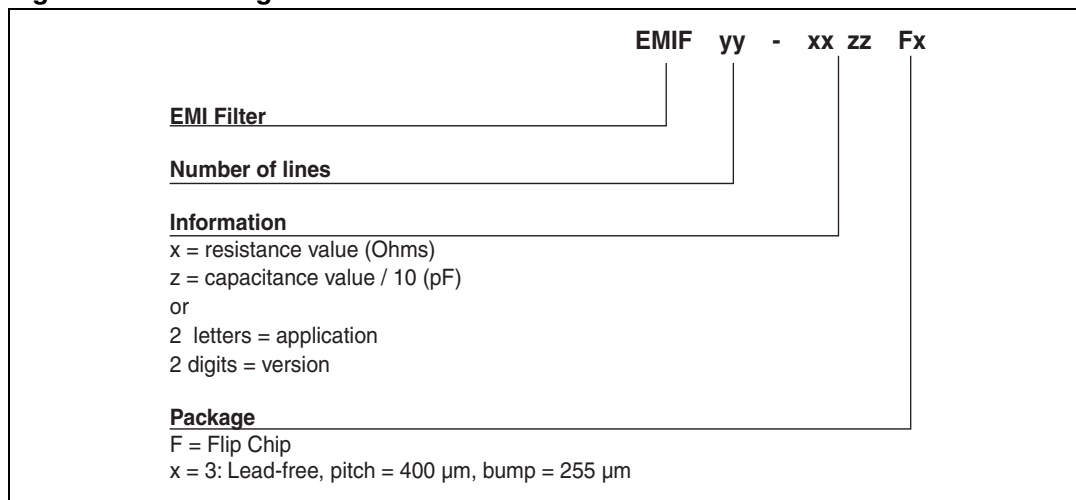 EMIF yy - xx zz Fx
EMI Filter
Number of lines
Information
x = resistance value (Ohms)
z = capacitance value / 10 (pF)
or
2 letters = application
2 digits = version
Package
F = Flip Chip
x = 3: Lead-free, pitch = 400 µm, bump = 255 µm